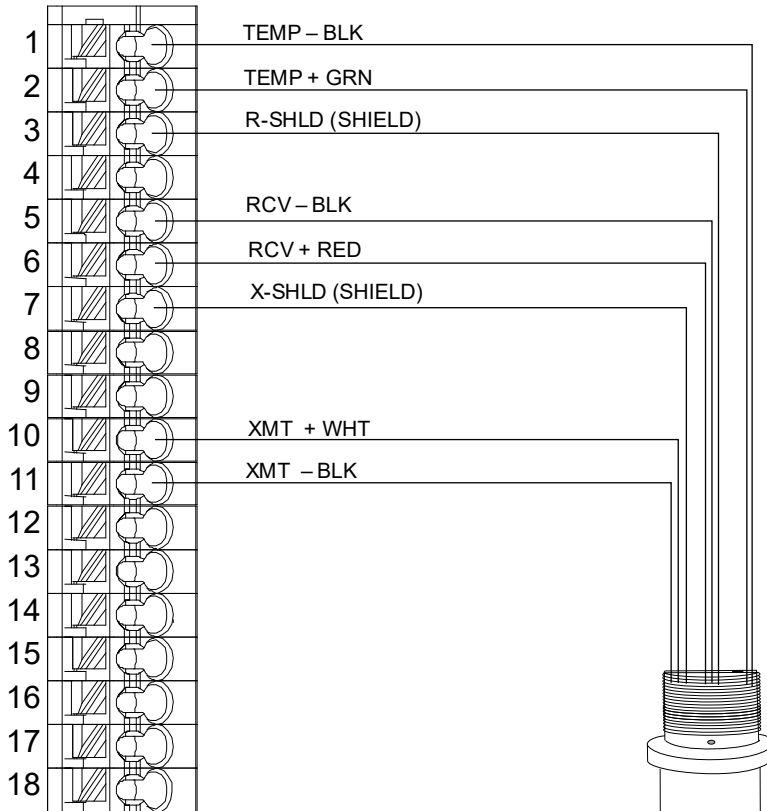 1 TEMP – BLK
2 TEMP + GRN
3 R-SHLD (SHIELD)
4
5 RCV – BLK
6 RCV + RED
7 X-SHLD (SHIELD)
8
9
10 XMT + WHT
11 XMT – BLK
12
13
14
15
16
17
18